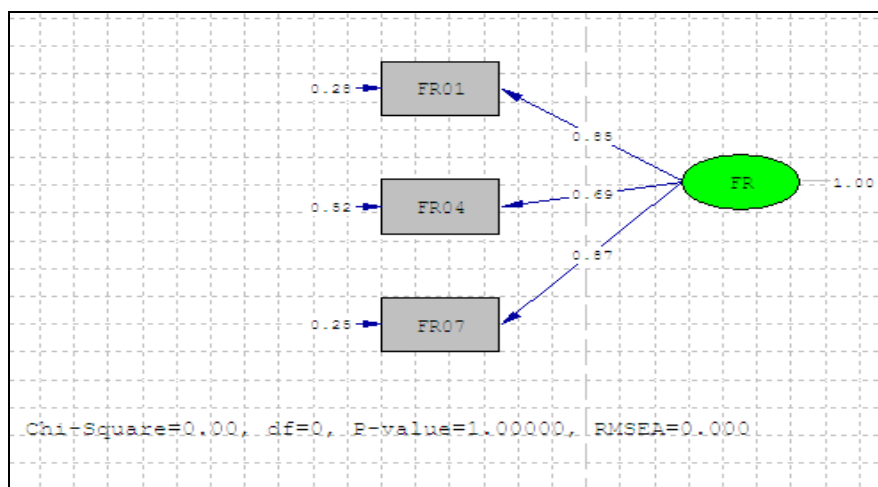 0.28
FR01
0.85
FR
1.00
0.52
FR04
0.69
0.87
0.25
FR07
Chi-Square=0.00, df=0, P-value=1.00000, RMSEA=0.000